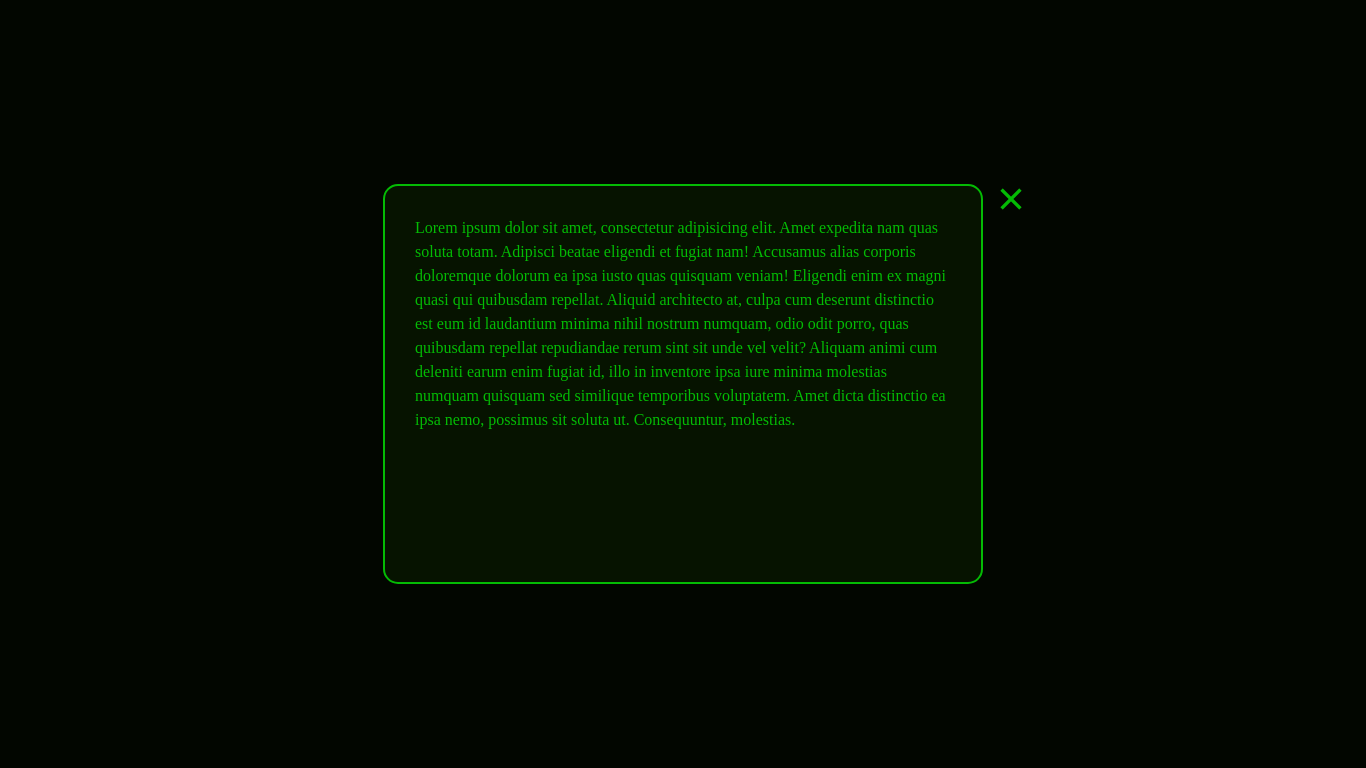 Lorem ipsum dolor sit amet, consectetur adipisicing elit. Amet expedita nam quas
soluta totam. Adipisci beatae eligendi et fugiat nam! Accusamus alias corporis
doloremque dolorum ea ipsa iusto quas quisquam veniam! Eligendi enim ex magni
quasi qui quibusdam repellat. Aliquid architecto at, culpa cum deserunt distinctio
est eum id laudantium minima nihil nostrum numquam, odio odit porro, quas
quibusdam repellat repudiandae rerum sint sit unde vel velit? Aliquam animi cum
deleniti earum enim fugiat id, illo in inventore ipsa iure minima molestias
numquam quisquam sed similique temporibus voluptatem. Amet dicta distinctio ea
ipsa nemo, possimus sit soluta ut. Consequuntur, molestias.